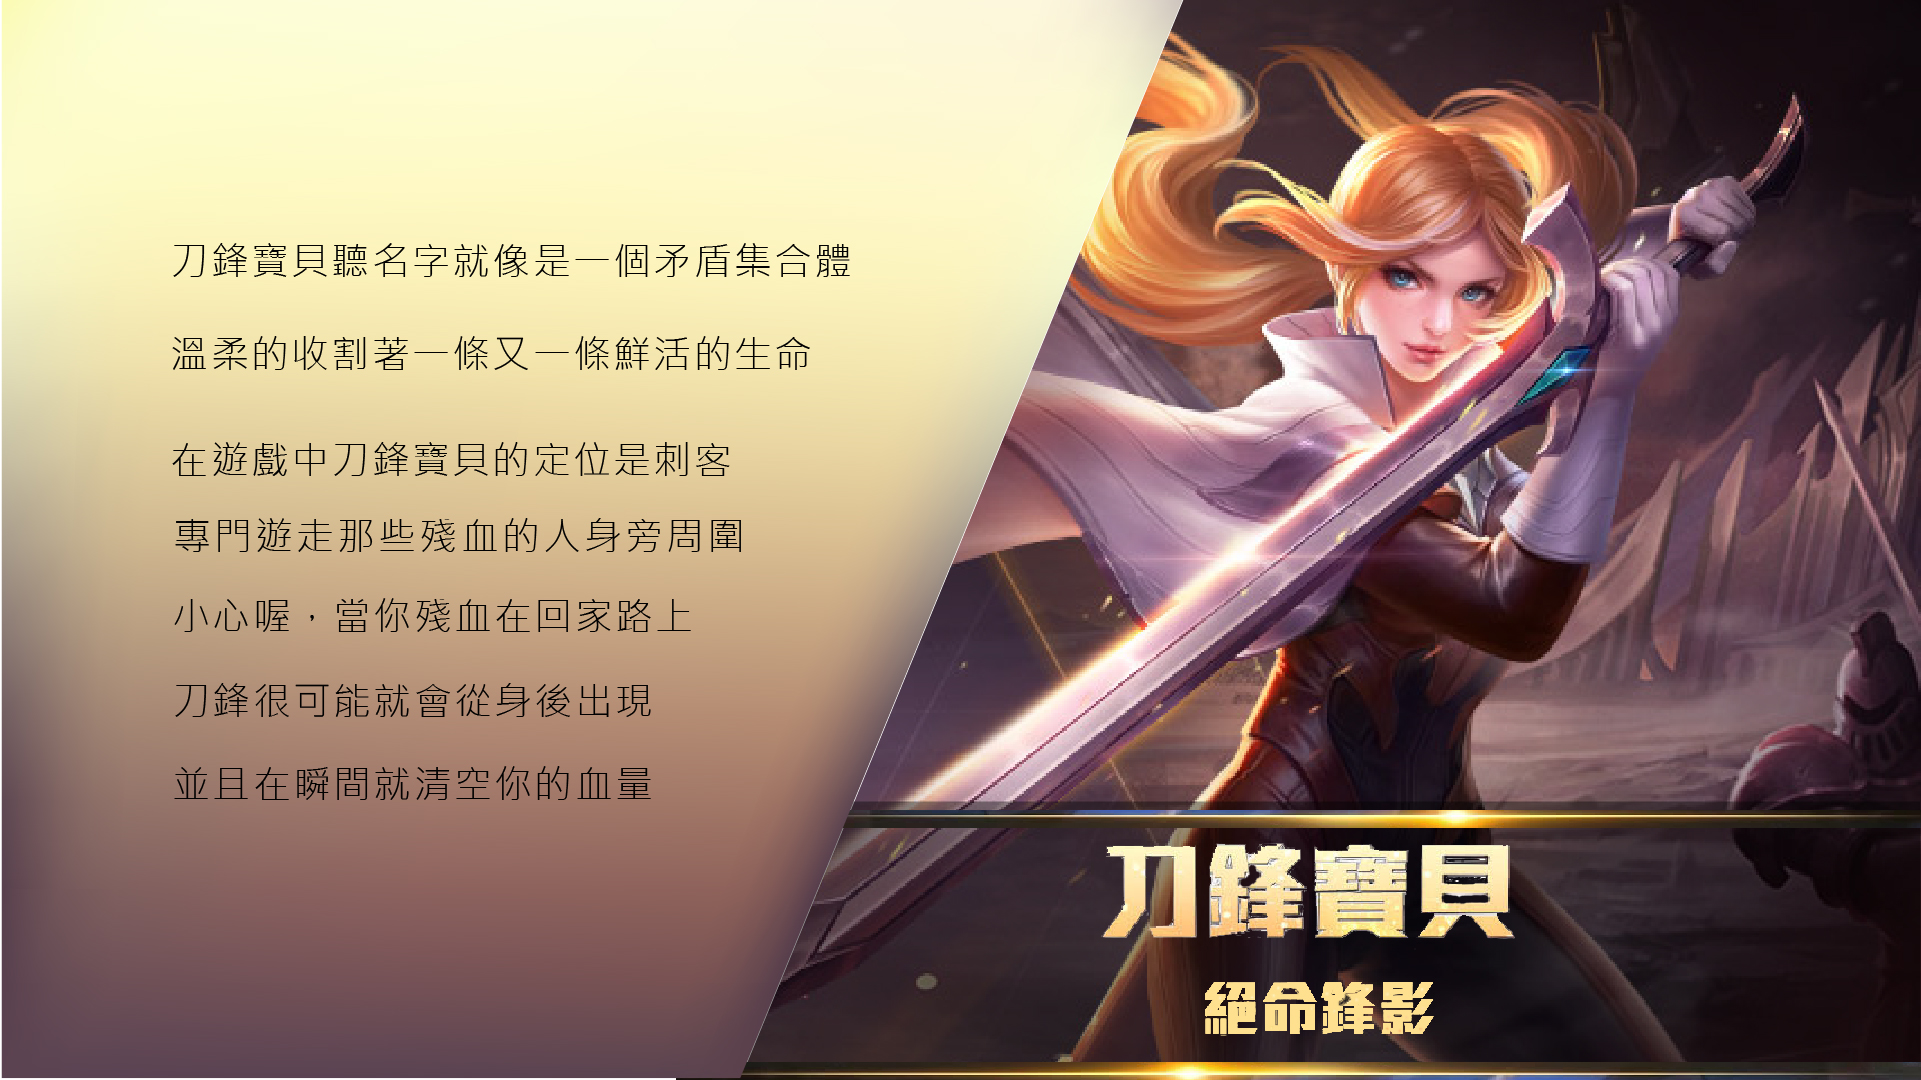 刀鋒寶貝聽名字就像是一個矛盾集合體
溫柔的收割著一條又一條鮮活的生命
在遊戲中刀鋒寶貝的定位是刺客
專門遊走那些殘血的人身旁周圍
小心喔，當你殘血在回家路上
刀鋒很可能就會從身後出現
並且在瞬間就清空你的血量
刀鋒寶貝
絕命鋒影